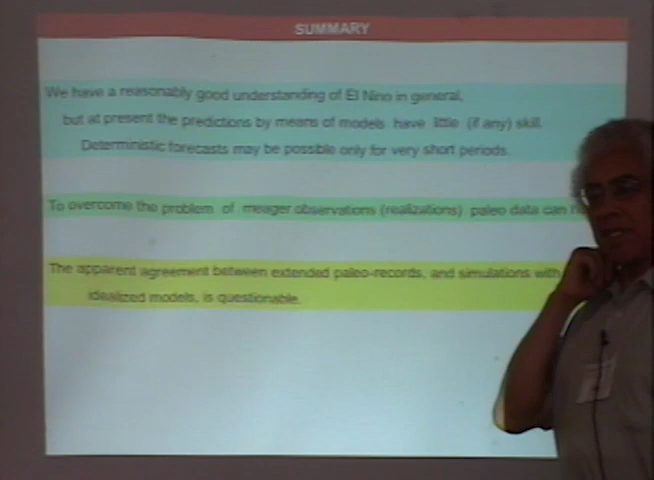 SUMMARY
We have a reasonably good understanding of El Nino in general,
but at present the predictions by means of models have little (if any) skill.
Deterministic forecasts may be possible only for very short periods.
To overcome the problem of meager observations (realizations) paleo data can
The apparent agreement between extended paleo-records, and simulations with
idealized models, is questionable.